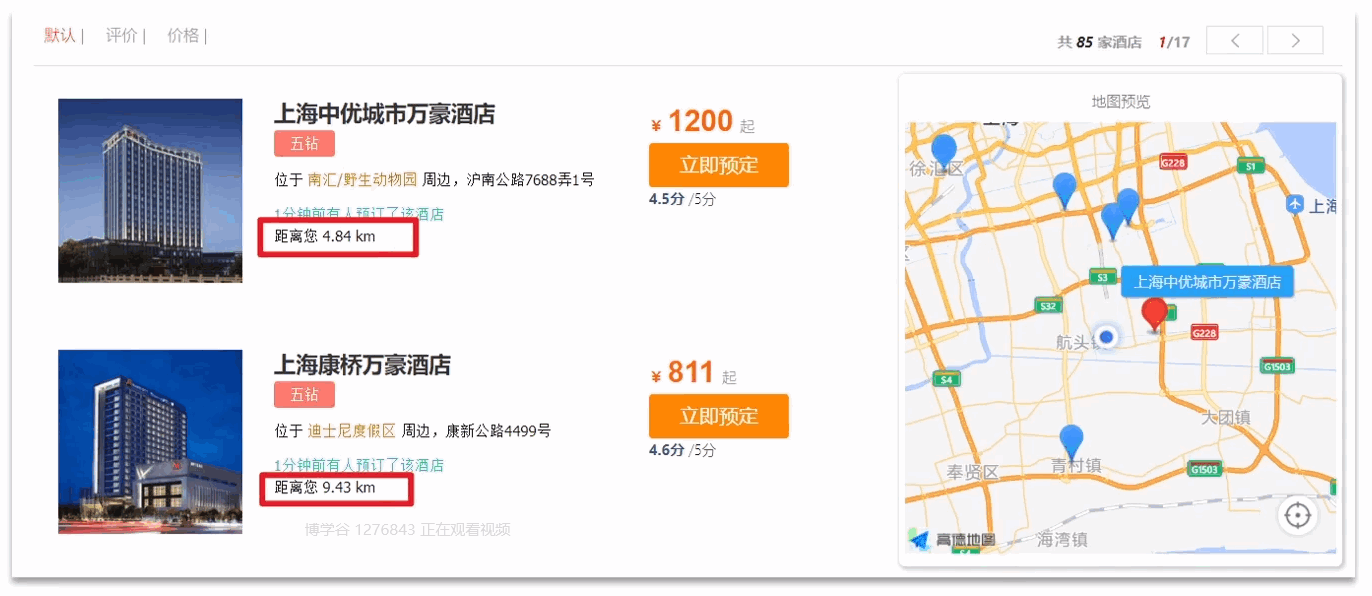 默认 | 评价 | 价格 |
共 85 家酒店 1/17
上海中优城市万豪酒店
五钻
位于 南汇/野生动物园 周边，沪南公路7688弄1号
1分钟前有人预订了该酒店
距离您 4.84 km
¥ 1200 起
立即预定
4.5分 /5分
上海康桥万豪酒店
五钻
位于 迪士尼度假区 周边，康新公路4499号
1分钟前有人预订了该酒店
距离您 9.43 km
¥ 811 起
立即预定
4.6分 /5分
博学谷 1276843 正在观看视频
地图预览
徐汇区
G228
S1
上海
S3
上海中优城市万豪酒店
S32
航头镇
G228
G1503
S4
大团镇
青村镇
奉贤区
G1503
高德地图
海湾镇
S4